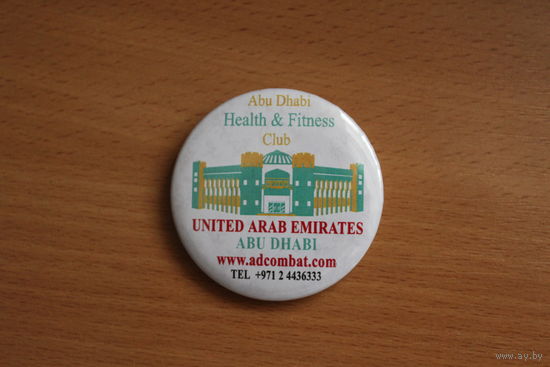 Abu Dhabi
Health & Fitness
Club
UNITED ARAB EMIRATES
ABU DHABI
www.adcombat.com
TEL +971 2 4436333
www.ay.by